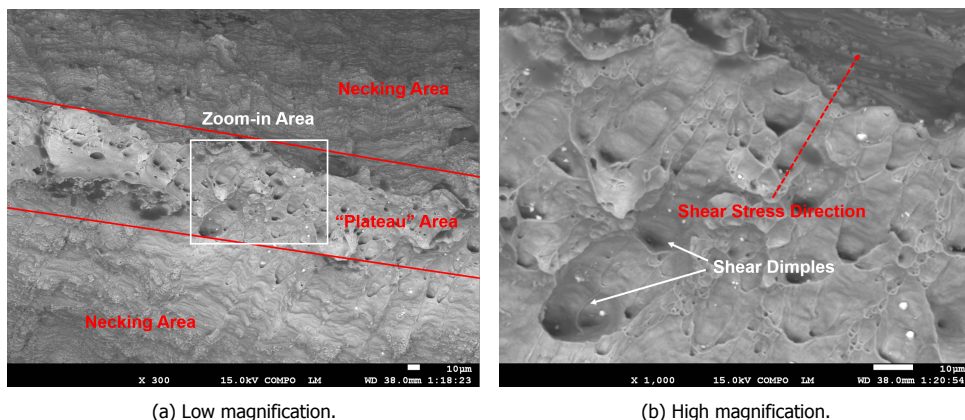 Necking Area
Zoom-in Area
"Plateau" Area
Necking Area
10µm
X 300 15.0kV COMPO LM WD 38.0mm 1:18:23
(a) Low magnification.
Shear Stress Direction
Shear Dimples
10µm
X 1,000 15.0kV COMPO LM WD 38.0mm 1:20:54
(b) High magnification.